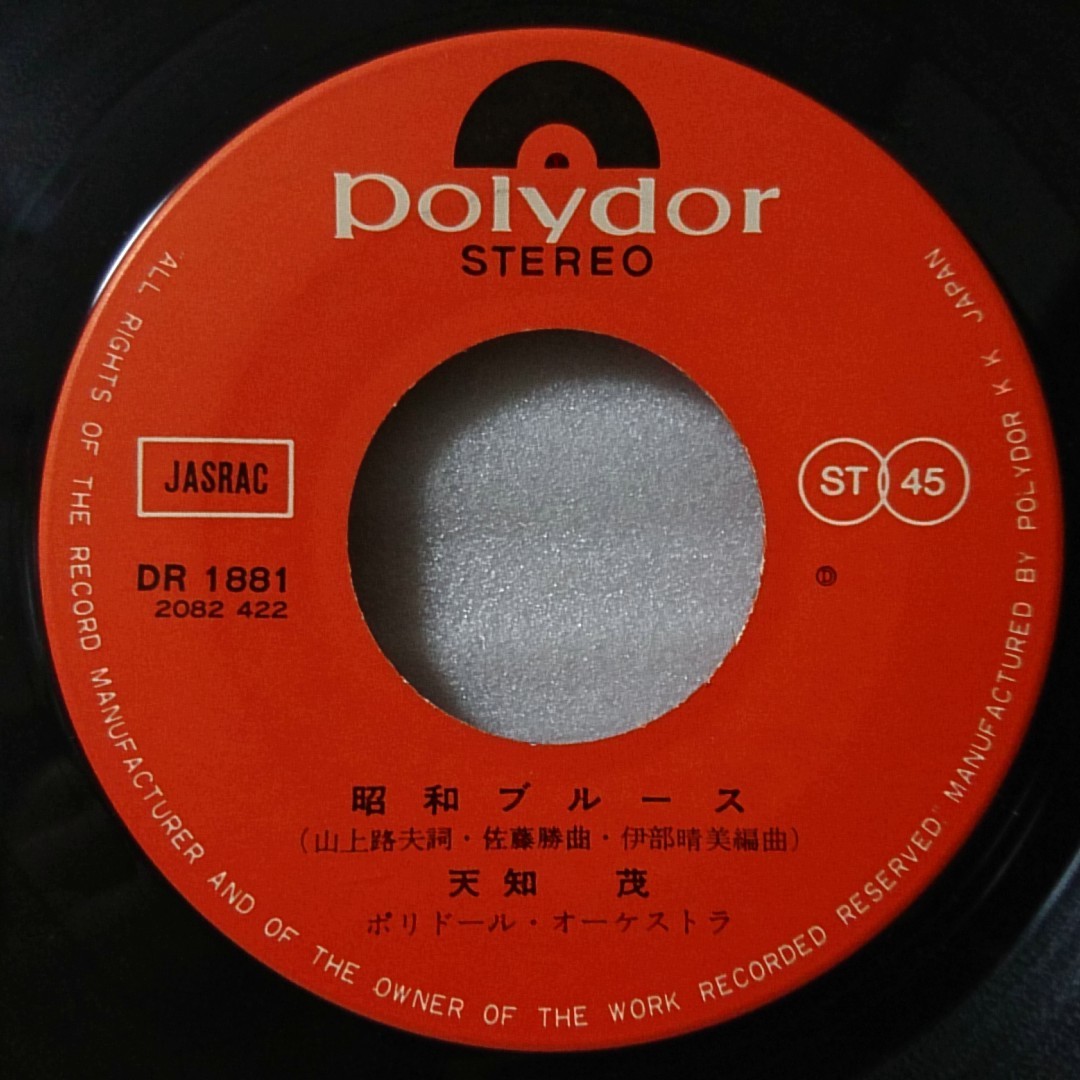 polydor
STEREO
JASRAC
ST 45
DR 1881
2082 422
Ⓓ
昭和ブルース
(山上路夫詞・佐藤勝曲・伊部晴美編曲)
天知 茂
ポリドール・オーケストラ
"ALL RIGHTS OF THE RECORD MANUFACTURER AND OF THE OWNER OF THE WORK RECORDED RESERVED." MANUFACTURED BY POLYDOR K K JAPAN